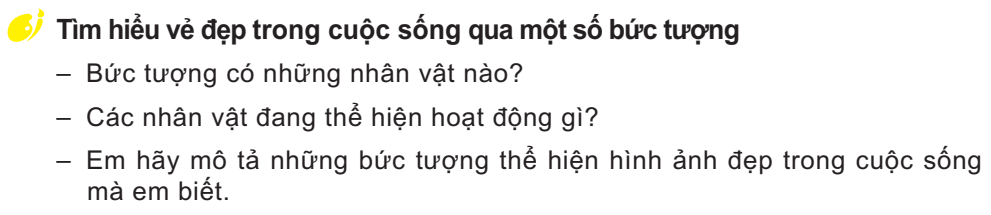 Tìm hiểu vẻ đẹp trong cuộc sống qua một số bức tượng
– Bức tượng có những nhân vật nào?
– Các nhân vật đang thể hiện hoạt động gì?
– Em hãy mô tả những bức tượng thể hiện hình ảnh đẹp trong cuộc sống
mà em biết.